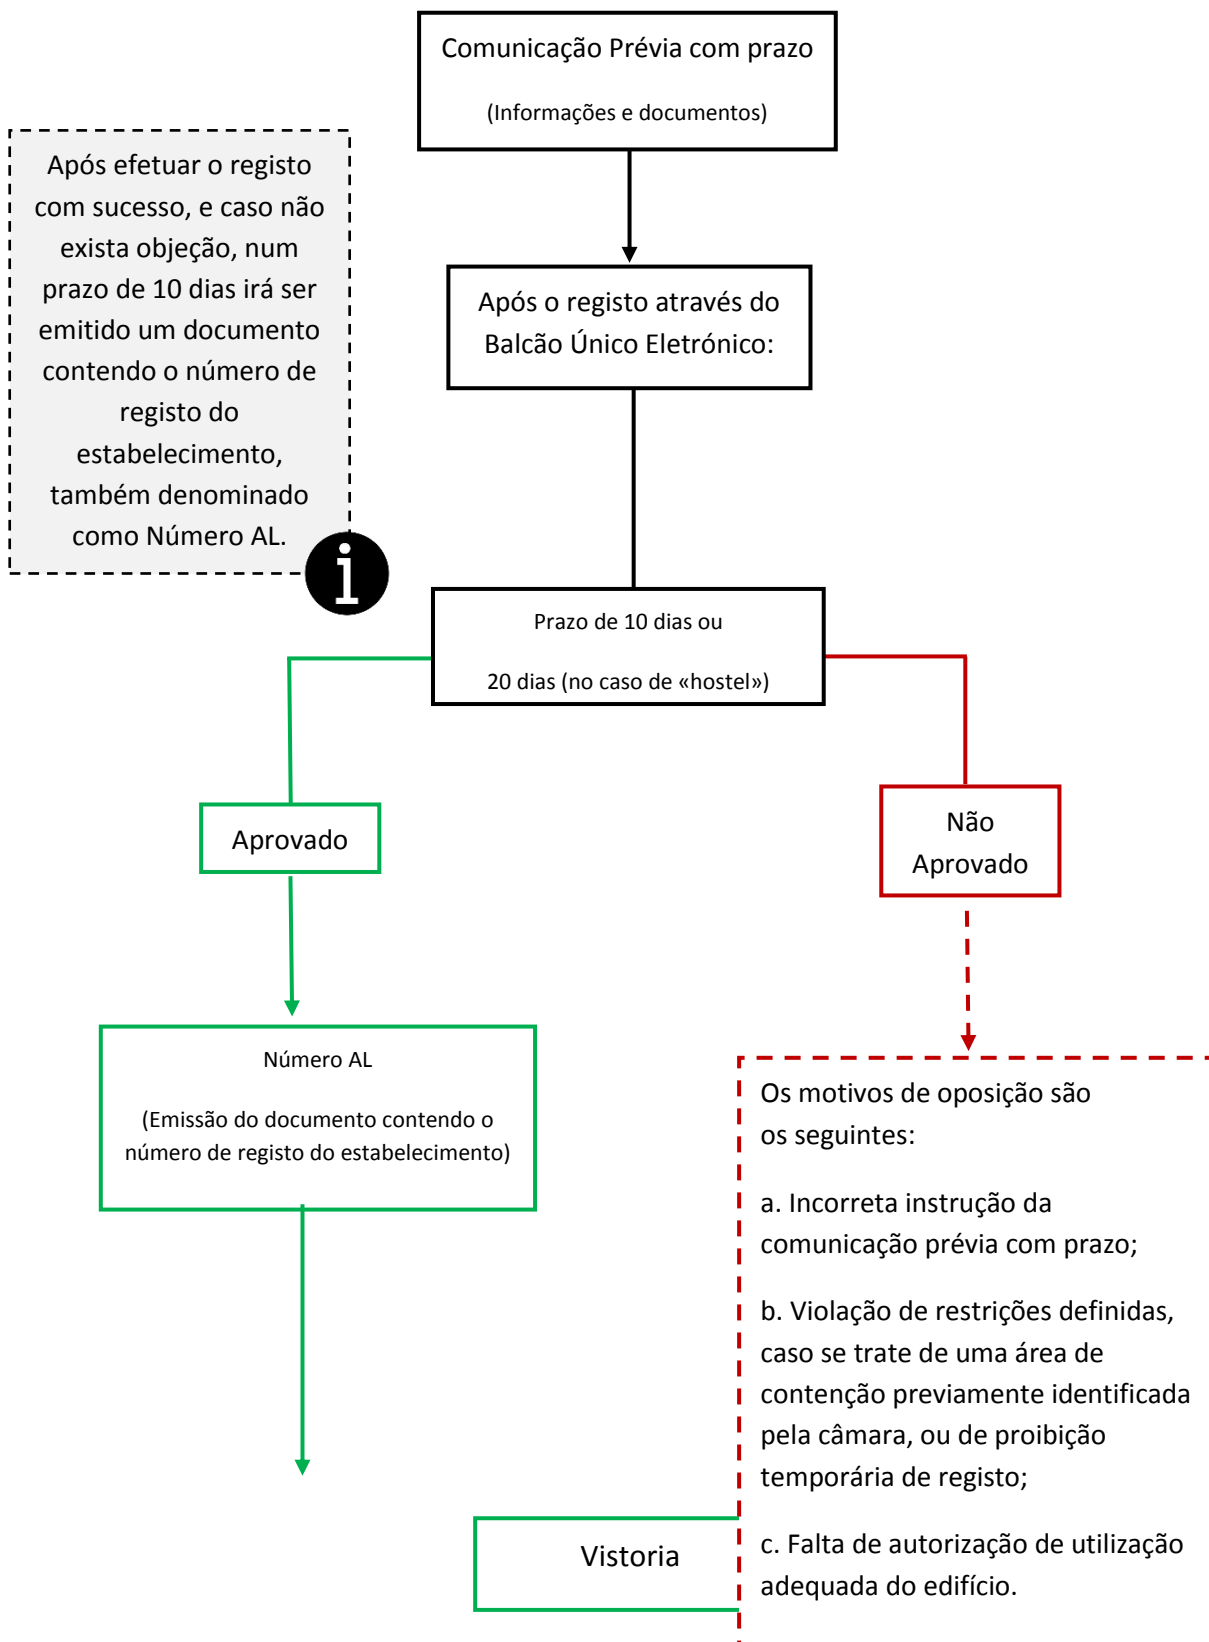 Comunicação Prévia com prazo
(Informações e documentos)
Após efetuar o registo
com sucesso, e caso não
exista objeção, num
prazo de 10 dias irá ser
emitido um documento
contendo o número de
registo do
estabelecimento,
também denominado
como Número AL.
Após o registo através do
Balcão Único Eletrónico:
Prazo de 10 dias ou
20 dias (no caso de «hostel»)
Aprovado
Não
Aprovado
Número AL
(Emissão do documento contendo o
número de registo do estabelecimento)
Os motivos de oposição são
os seguintes:
a. Incorreta instrução da
comunicação prévia com prazo;
b. Violação de restrições definidas,
caso se trate de uma área de
contenção previamente identificada
pela câmara, ou de proibição
temporária de registo;
c. Falta de autorização de utilização
adequada do edifício.
Vistoria